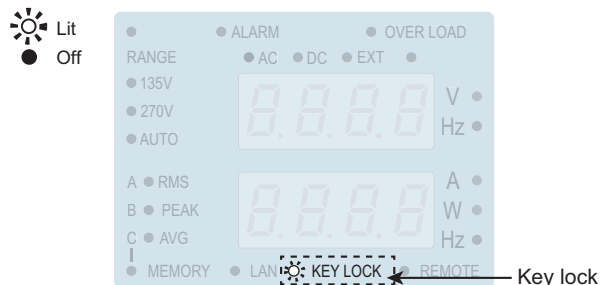 Lit
Off
ALARM OVER LOAD
RANGE AC DC EXT
135V
270V
AUTO
V
Hz
A RMS
B PEAK
C AVG
A
W
Hz
MEMORY LAN KEY LOCK REMOTE
Key lock